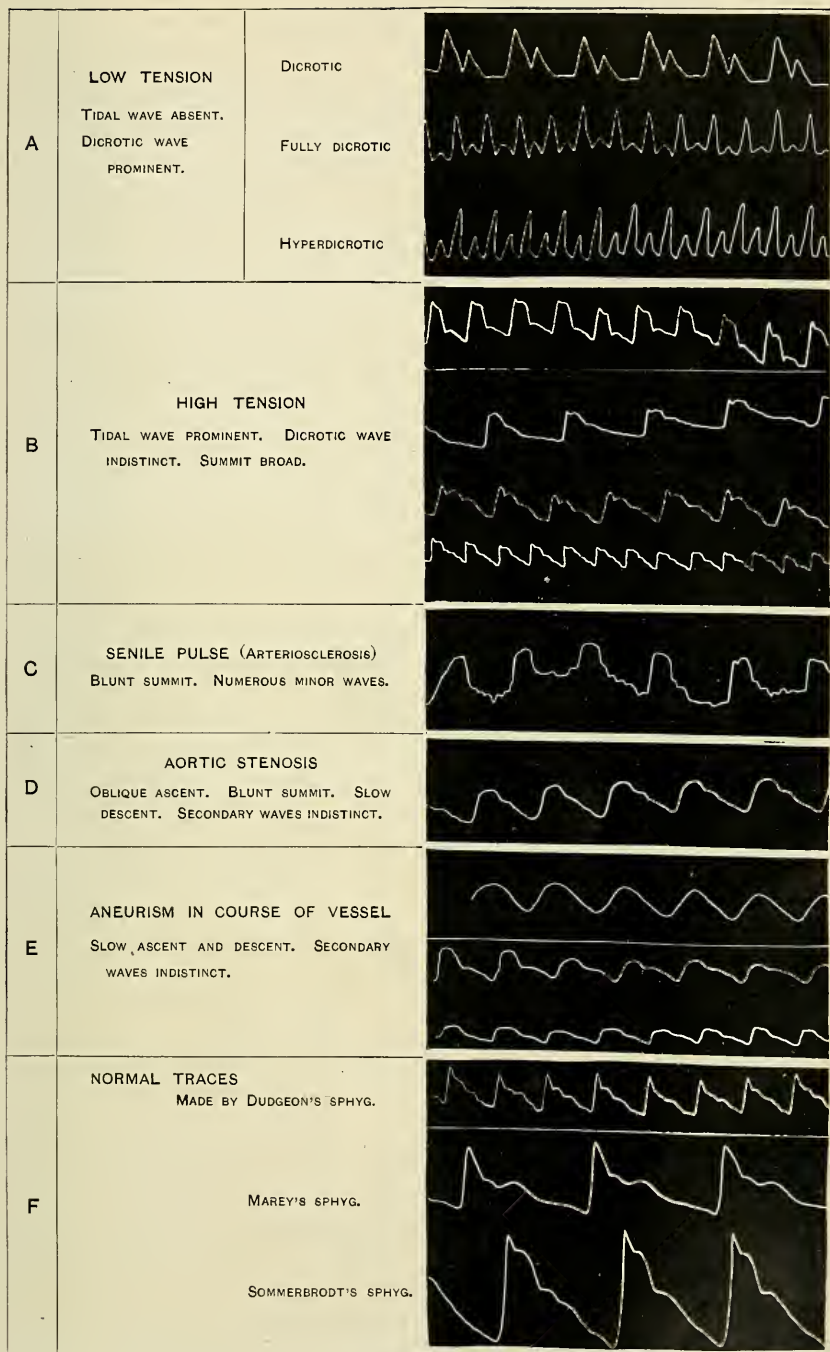 A
LOW TENSION
TIDAL WAVE ABSENT.
DICROTIC WAVE
PROMINENT.
DICROTIC
FULLY DICROTIC
HYPERDICROTIC
B
HIGH TENSION
TIDAL WAVE PROMINENT. DICROTIC WAVE
INDISTINCT. SUMMIT BROAD.
C
SENILE PULSE (ARTERIOSCLEROSIS)
BLUNT SUMMIT. NUMEROUS MINOR WAVES.
D
AORTIC STENOSIS
OBLIQUE ASCENT. BLUNT SUMMIT. SLOW
DESCENT. SECONDARY WAVES INDISTINCT.
E
ANEURISM IN COURSE OF VESSEL
SLOW ASCENT AND DESCENT. SECONDARY
WAVES INDISTINCT.
F
NORMAL TRACES
MADE BY DUDGEON'S SPHYG.
MAREY'S SPHYG.
SOMMERBRODT'S SPHYG.